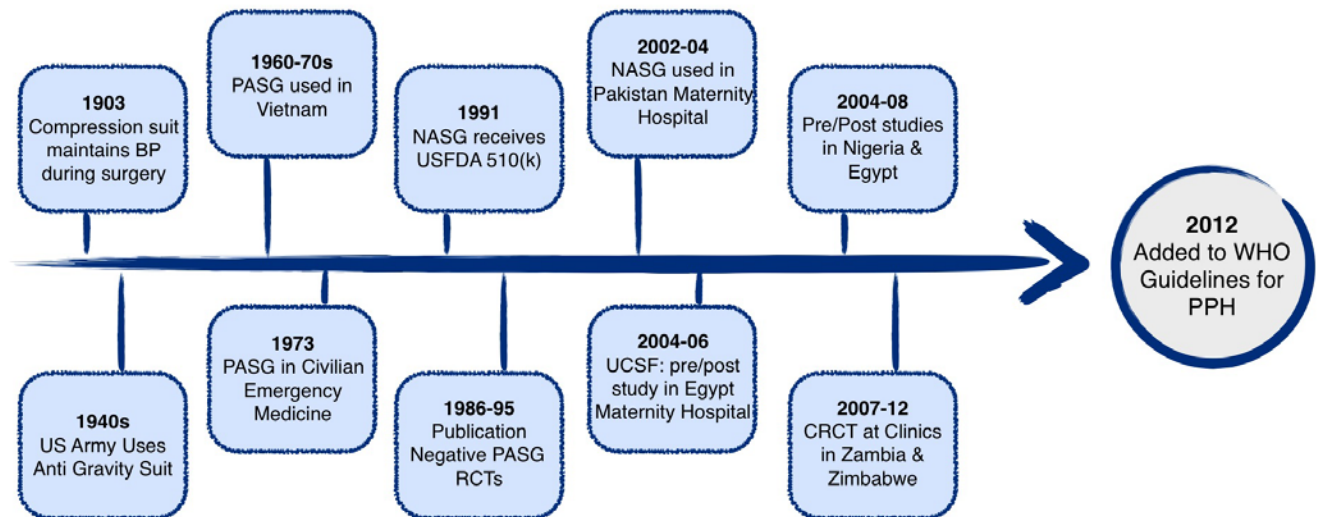 1903
Compression suit
maintains BP
during surgery
1940s
US Army Uses
Anti Gravity Suit
1960-70s
PASG used in
Vietnam
1973
PASG in Civilian
Emergency
Medicine
1991
NASG receives
USFDA 510(k)
1986-95
Publication
Negative PASG
RCTs
2002-04
NASG used in
Pakistan Maternity
Hospital
2004-06
UCSF: pre/post
study in Egypt
Maternity Hospital
2004-08
Pre/Post studies
in Nigeria &
Egypt
2007-12
CRCT at Clinics
in Zambia &
Zimbabwe
2012
Added to WHO
Guidelines for
PPH